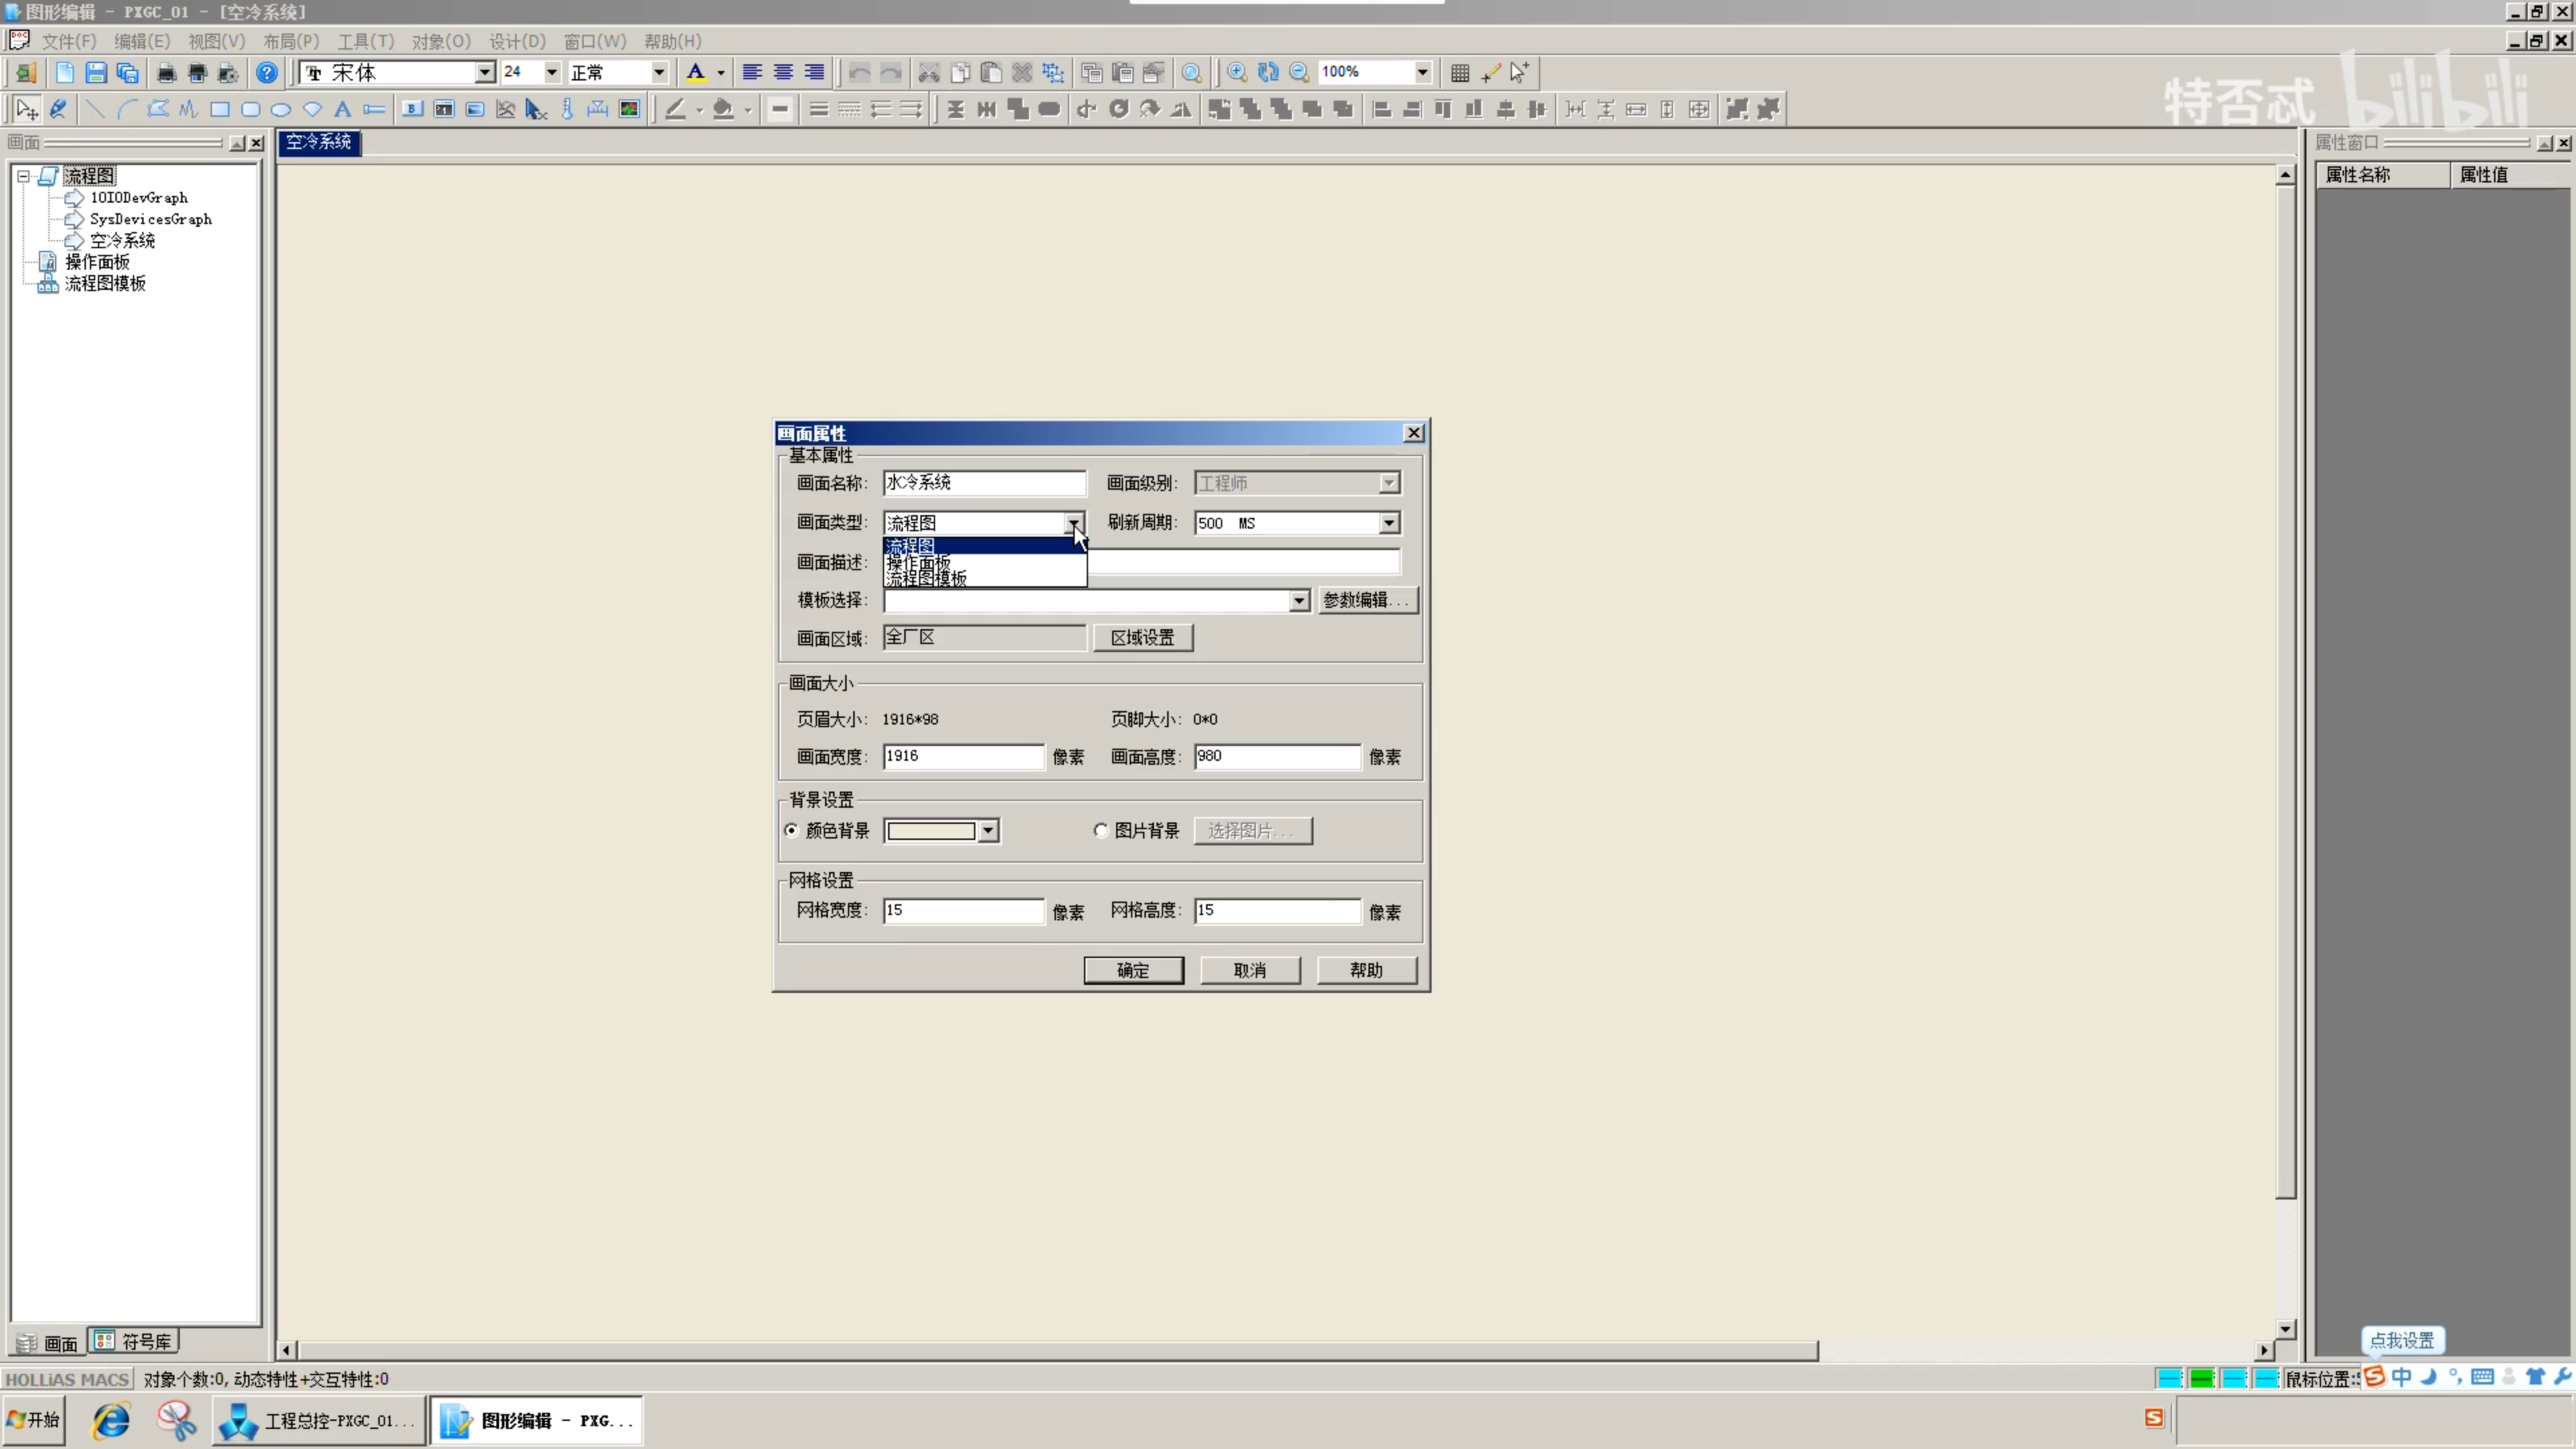 图形编辑 - PXGC_01 - [空冷系统]
文件(F) 编辑(E) 视图(V) 布局(P) 工具(T) 对象(O) 设计(D) 窗口(W) 帮助(H)
宋体 24 正常 100%
特否忒 bilibili
画面
空冷系统
属性窗口
流程图
属性名称 属性值
10IODevGraph
SysDevicesGraph
空冷系统
操作面板
流程图模板
画面属性
基本属性
画面名称: 水冷系统 画面级别: 工程师
画面类型: 流程图 刷新周期: 500 MS
流程图
画面描述: 操作面板
流程图模板
模板选择: 参数编辑...
画面区域: 全厂区 区域设置
画面大小
页眉大小: 1916*98 页脚大小: 0*0
画面宽度: 1916 像素 画面高度: 980 像素
背景设置
颜色背景 图片背景 选择图片...
网格设置
网格宽度: 15 像素 网格高度: 15 像素
确定 取消 帮助
画面 符号库
点我设置
HOLLiAS MACS 对象个数:0, 动态特性+交互特性:0 鼠标位置: 中
开始 工程总控-PXGC_01... 图形编辑 - PXG...